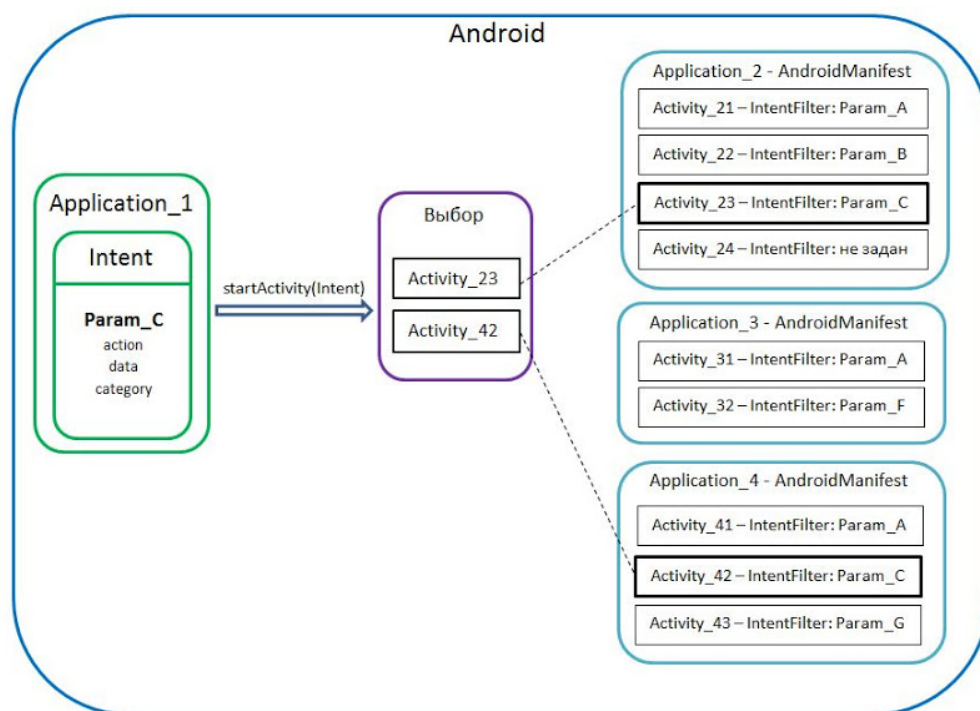 Android
Application_1
Intent
Param_C
action
data
category
startActivity(Intent)
Выбор
Activity_23
Activity_42
Application_2 - AndroidManifest
Activity_21 – IntentFilter: Param_A
Activity_22 – IntentFilter: Param_B
Activity_23 – IntentFilter: Param_C
Activity_24 – IntentFilter: не задан
Application_3 - AndroidManifest
Activity_31 – IntentFilter: Param_A
Activity_32 – IntentFilter: Param_F
Application_4 - AndroidManifest
Activity_41 – IntentFilter: Param_A
Activity_42 – IntentFilter: Param_C
Activity_43 – IntentFilter: Param_G